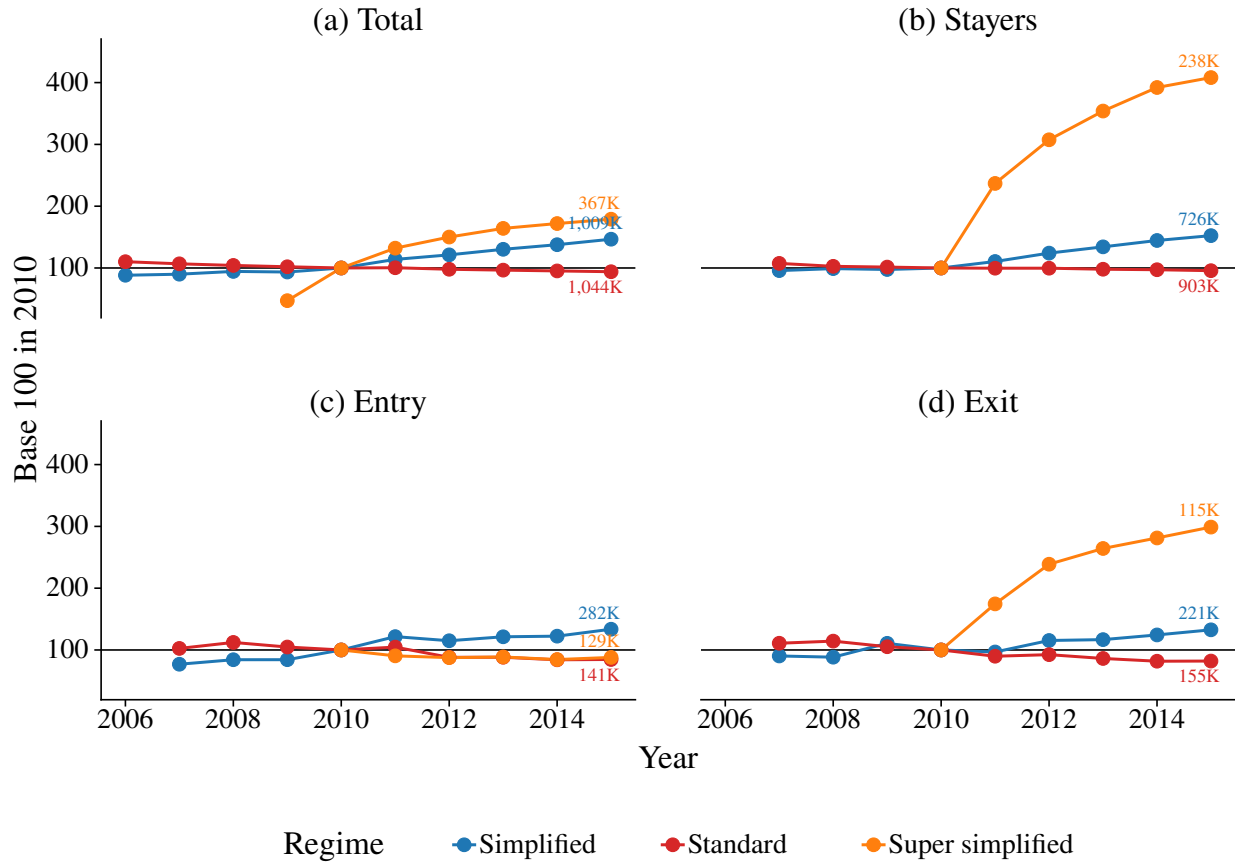 (a) Total
(b) Stayers
400
300
200
100
367K
1,009K
1,044K
238K
726K
903K
Base 100 in 2010
(c) Entry
(d) Exit
400
300
200
100
282K
129K
141K
115K
221K
155K
2006 2008 2010 2012 2014
2006 2008 2010 2012 2014
Year
Regime Simplified Standard Super simplified